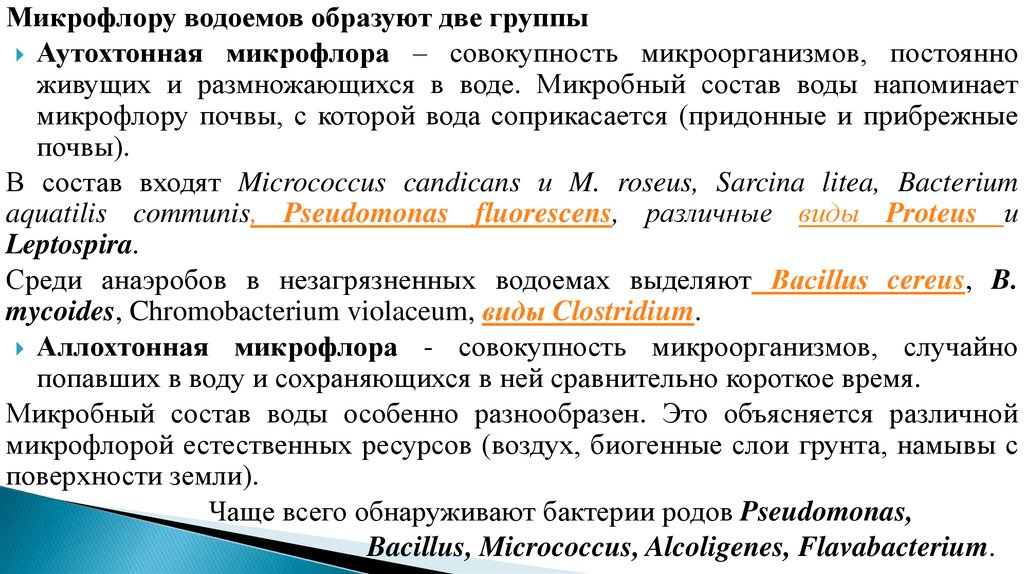 Микрофлору водоемов образуют две группы
Аутохтонная микрофлора – совокупность микроорганизмов, постоянно
живущих и размножающихся в воде. Микробный состав воды напоминает
микрофлору почвы, с которой вода соприкасается (придонные и прибрежные
почвы).
В состав входят Micrococcus candicans и M. roseus, Sarcina litea, Bacterium
aquatilis communis, Pseudomonas fluorescens, различные виды Proteus и
Leptospira.
Среди анаэробов в незагрязненных водоемах выделяют Bacillus cereus, B.
mycoides, Chromobacterium violaceum, виды Clostridium.
Аллохтонная микрофлора - совокупность микроорганизмов, случайно
попавших в воду и сохраняющихся в ней сравнительно короткое время.
Микробный состав воды особенно разнообразен. Это объясняется различной
микрофлорой естественных ресурсов (воздух, биогенные слои грунта, намывы с
поверхности земли).
Чаще всего обнаруживают бактерии родов Pseudomonas,
Bacillus, Micrococcus, Alcoligenes, Flavabacterium.